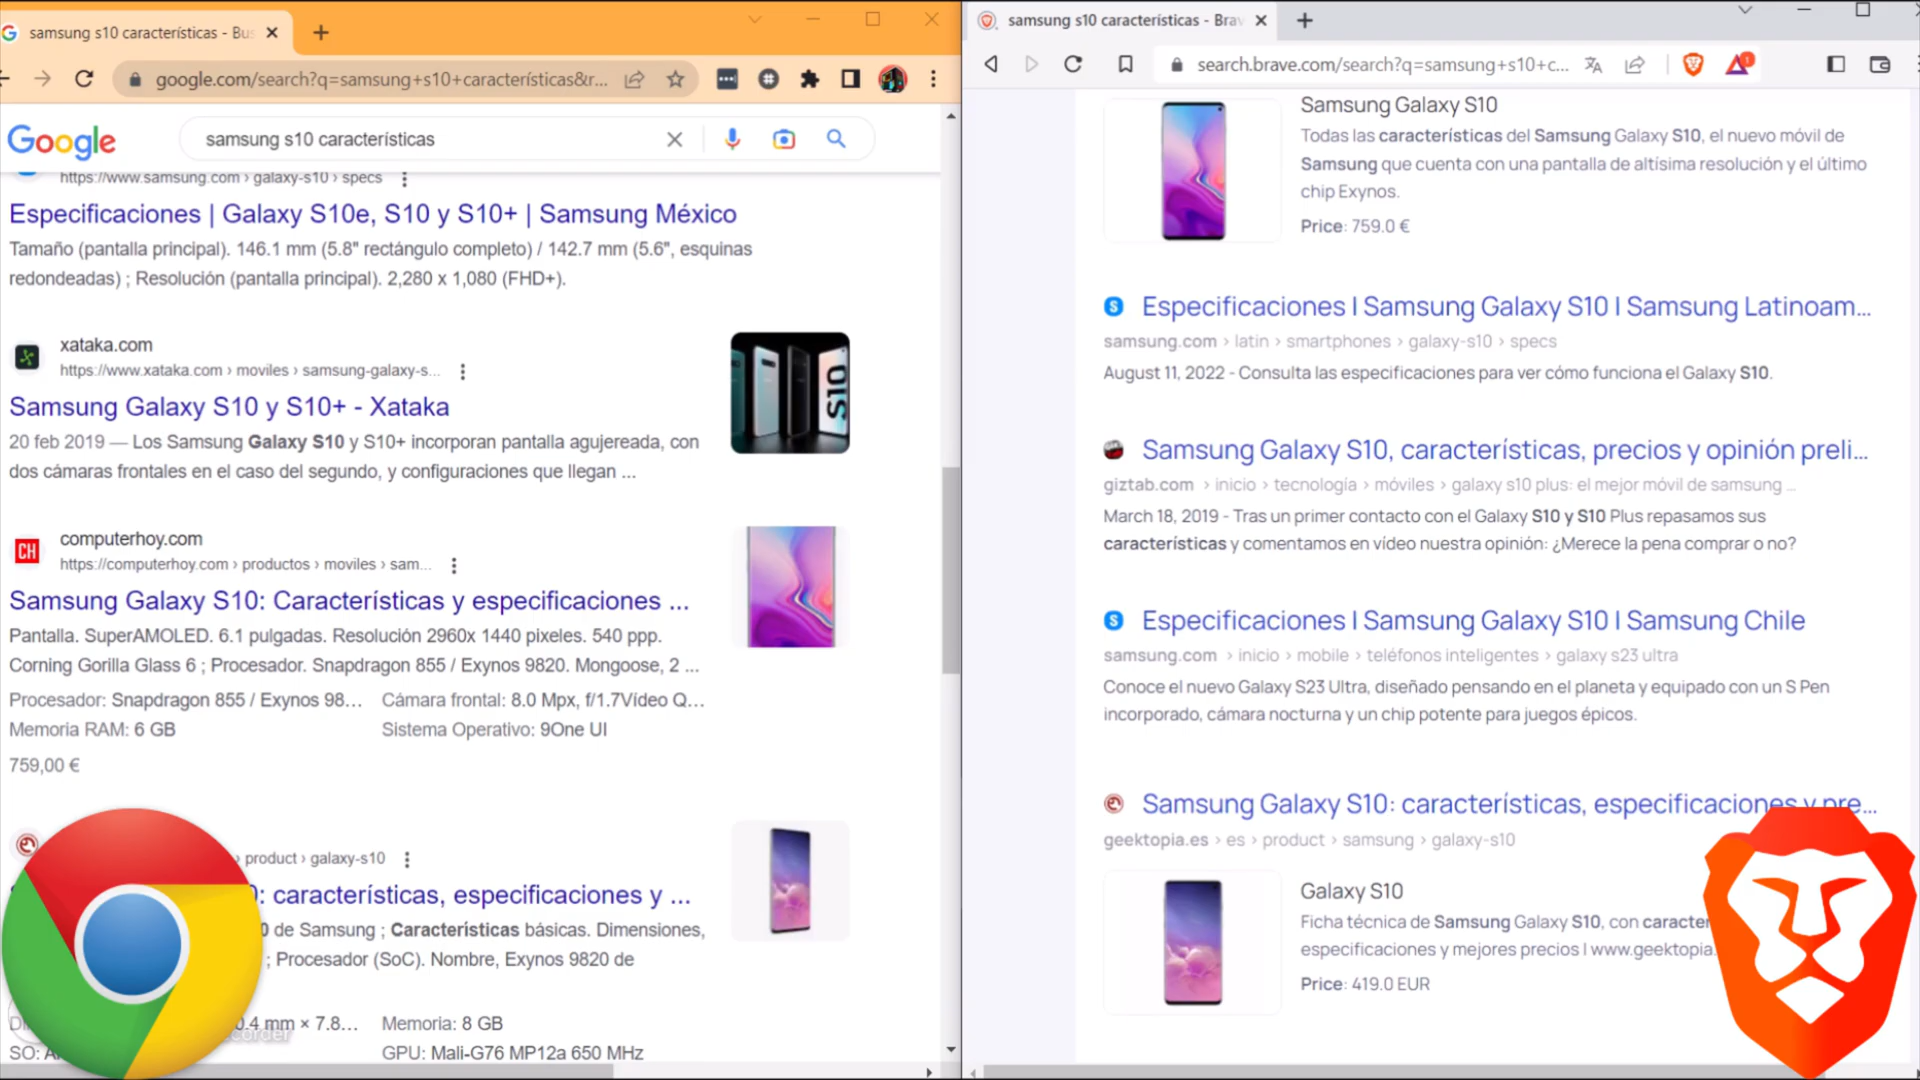 samsung s10 características - Bus
google.com/search?q=samsung+s10+características&r...
Google
samsung s10 características
https://www.samsung.com › galaxy-s10 › specs
Especificaciones | Galaxy S10e, S10 y S10+ | Samsung México
Tamaño (pantalla principal). 146.1 mm (5.8" rectángulo completo) / 142.7 mm (5.6", esquinas
redondeadas) ; Resolución (pantalla principal). 2,280 x 1,080 (FHD+).
xataka.com
https://www.xataka.com › moviles › samsung-galaxy-s...
Samsung Galaxy S10 y S10+ - Xataka
20 feb 2019 — Los Samsung Galaxy S10 y S10+ incorporan pantalla agujereada, con
dos cámaras frontales en el caso del segundo, y configuraciones que llegan ...
S10
CH
computerhoy.com
https://computerhoy.com › productos › moviles › sam...
Samsung Galaxy S10: Características y especificaciones ...
Pantalla. SuperAMOLED. 6.1 pulgadas. Resolución 2960x 1440 pixeles. 540 ppp.
Corning Gorilla Glass 6 ; Procesador. Snapdragon 855 / Exynos 9820. Mongoose, 2 ...
Procesador: Snapdragon 855 / Exynos 98... Cámara frontal: 8.0 Mpx, f/1.7Vídeo Q...
Memoria RAM: 6 GB Sistema Operativo: 9One UI
759,00 €
› product › galaxy-s10
: características, especificaciones y ...
de Samsung ; Características básicas. Dimensiones,
; Procesador (SoC). Nombre, Exynos 9820 de
0.4 mm × 7.8... Memoria: 8 GB
SO: GPU: Mali-G76 MP12a 650 MHz
samsung s10 características - Brav
search.brave.com/search?q=samsung+s10+c...
1
Samsung Galaxy S10
Todas las características del Samsung Galaxy S10, el nuevo móvil de
Samsung que cuenta con una pantalla de altísima resolución y el último
chip Exynos.
Price: 759.0 €
S
Especificaciones | Samsung Galaxy S10 | Samsung Latinoam...
samsung.com › latin › smartphones › galaxy-s10 › specs
August 11, 2022 - Consulta las especificaciones para ver cómo funciona el Galaxy S10.
Samsung Galaxy S10, características, precios y opinión preli...
giztab.com › inicio › tecnología › móviles › galaxy s10 plus: el mejor móvil de samsung ...
March 18, 2019 - Tras un primer contacto con el Galaxy S10 y S10 Plus repasamos sus
características y comentamos en vídeo nuestra opinión: ¿Merece la pena comprar o no?
S
Especificaciones | Samsung Galaxy S10 | Samsung Chile
samsung.com › inicio › mobile › teléfonos inteligentes › galaxy s23 ultra
Conoce el nuevo Galaxy S23 Ultra, diseñado pensando en el planeta y equipado con un S Pen
incorporado, cámara nocturna y un chip potente para juegos épicos.
Samsung Galaxy S10: características, especificaciones y pre...
geektopia.es › es › product › samsung › galaxy-s10
Galaxy S10
Ficha técnica de Samsung Galaxy S10, con caracter
especificaciones y mejores precios | www.geektopia.
Price: 419.0 EUR